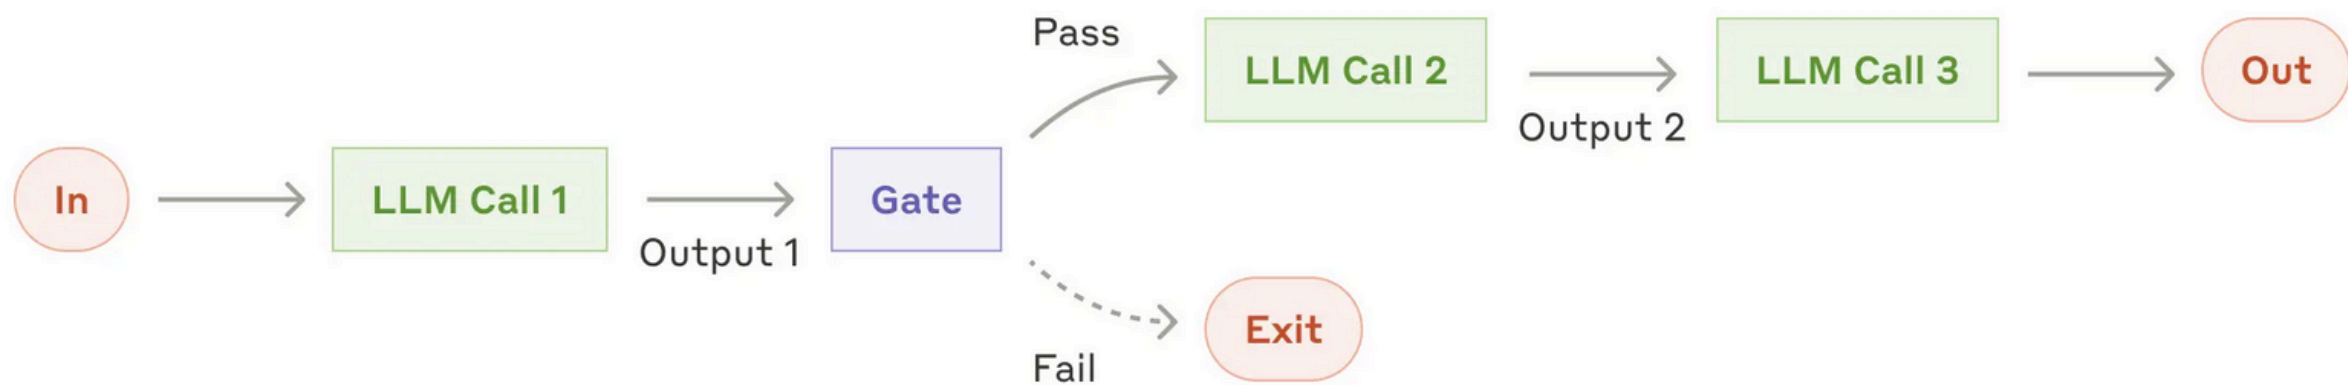 In
LLM Call 1
Output 1
Gate
Pass
LLM Call 2
Output 2
LLM Call 3
Out
Fail
Exit